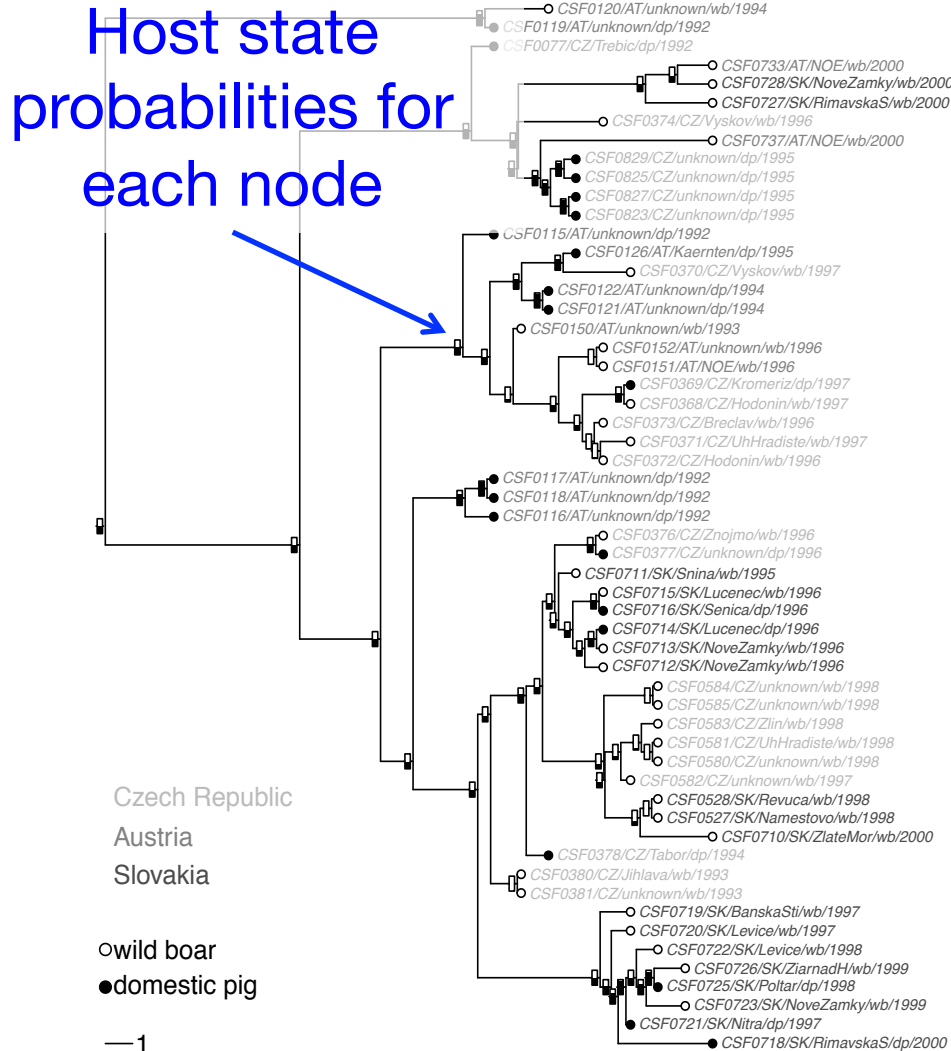 CSF0120/AT/unknown/wb/1994
Host state
probabilities for
each node
CSF0119/AT/unknown/dp/1992
CSF0077/CZ/Trebic/dp/1992
CSF0733/AT/NOE/wb/2000
CSF0728/SK/NoveZamky/wb/2000
CSF0727/SK/RimavskaS/wb/2000
CSF0374/CZ/Vyskov/wb/1996
CSF0737/AT/NOE/wb/2000
CSF0829/CZ/unknown/dp/1995
CSF0825/CZ/unknown/dp/1995
CSF0827/CZ/unknown/dp/1995
CSF0823/CZ/unknown/dp/1995
CSF0115/AT/unknown/dp/1992
CSF0126/AT/Kaernten/dp/1995
CSF0370/CZ/Vyskov/wb/1997
CSF0122/AT/unknown/dp/1994
CSF0121/AT/unknown/dp/1994
CSF0150/AT/unknown/wb/1993
CSF0152/AT/unknown/wb/1996
CSF0151/AT/NOE/wb/1996
CSF0369/CZ/Kromeriz/dp/1997
CSF0368/CZ/Hodonin/wb/1997
CSF0373/CZ/Breclav/wb/1996
CSF0371/CZ/UhHradiste/wb/1997
CSF0372/CZ/Hodonin/wb/1996
CSF0117/AT/unknown/dp/1992
CSF0118/AT/unknown/dp/1992
CSF0116/AT/unknown/dp/1992
CSF0376/CZ/Znojmo/wb/1996
CSF0377/CZ/unknown/dp/1996
CSF0711/SK/Snina/wb/1995
CSF0715/SK/Lucenec/wb/1996
CSF0716/SK/Senica/dp/1996
CSF0714/SK/Lucenec/dp/1996
CSF0713/SK/NoveZamky/wb/1996
CSF0712/SK/NoveZamky/wb/1996
CSF0584/CZ/unknown/wb/1998
CSF0585/CZ/unknown/wb/1998
CSF0583/CZ/Zlin/wb/1998
CSF0581/CZ/UhHradiste/wb/1998
CSF0580/CZ/unknown/wb/1998
CSF0582/CZ/unknown/wb/1997
CSF0528/SK/Revuca/wb/1998
CSF0527/SK/Namestovo/wb/1998
CSF0710/SK/ZlateMor/wb/2000
CSF0378/CZ/Tabor/dp/1994
CSF0380/CZ/Jihlava/wb/1993
CSF0381/CZ/unknown/wb/1993
CSF0719/SK/BanskaSti/wb/1997
CSF0720/SK/Levice/wb/1997
CSF0722/SK/Levice/wb/1998
CSF0726/SK/ZiarnadH/wb/1999
CSF0725/SK/Poltar/dp/1998
CSF0723/SK/NoveZamky/wb/1999
CSF0721/SK/Nitra/dp/1997
CSF0718/SK/RimavskaS/dp/2000
Czech Republic
Austria
Slovakia
wild boar
domestic pig
1